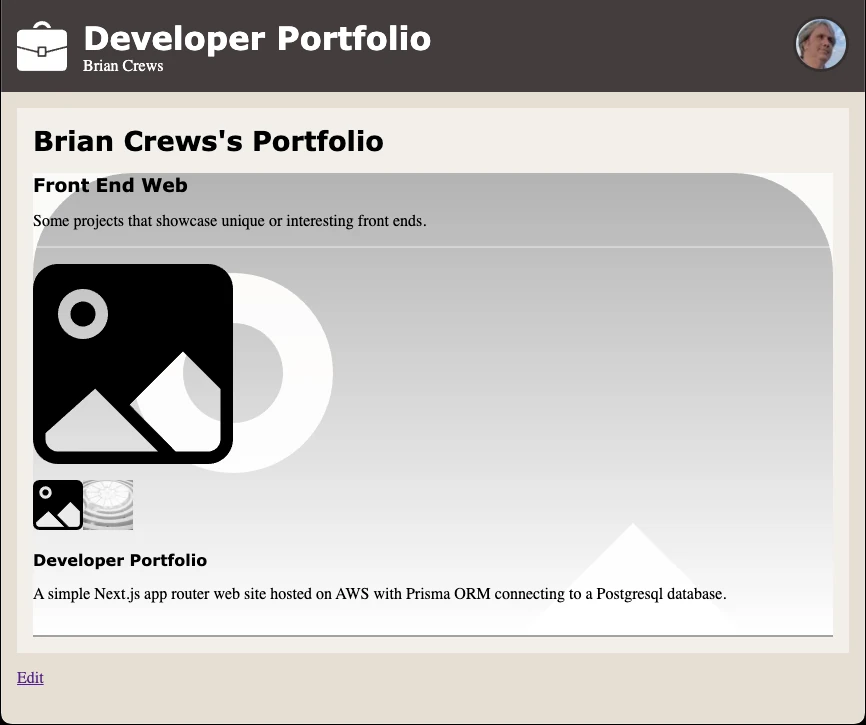 Developer Portfolio
Brian Crews
Brian Crews's Portfolio
Front End Web
Some projects that showcase unique or interesting front ends.
Developer Portfolio
A simple Next.js app router web site hosted on AWS with Prisma ORM connecting to a Postgresql database.
Edit